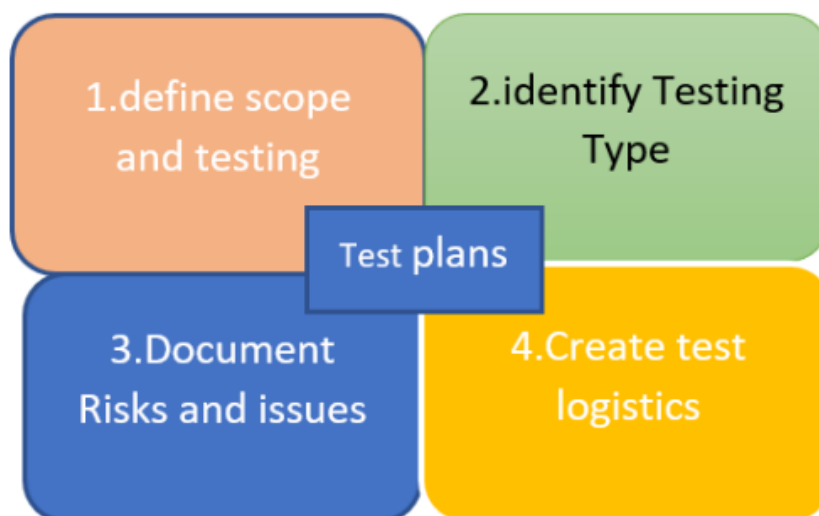 1.define scope
and testing
2.identify Testing
Type
Test plans
3.Document
Risks and issues
4.Create test
logistics